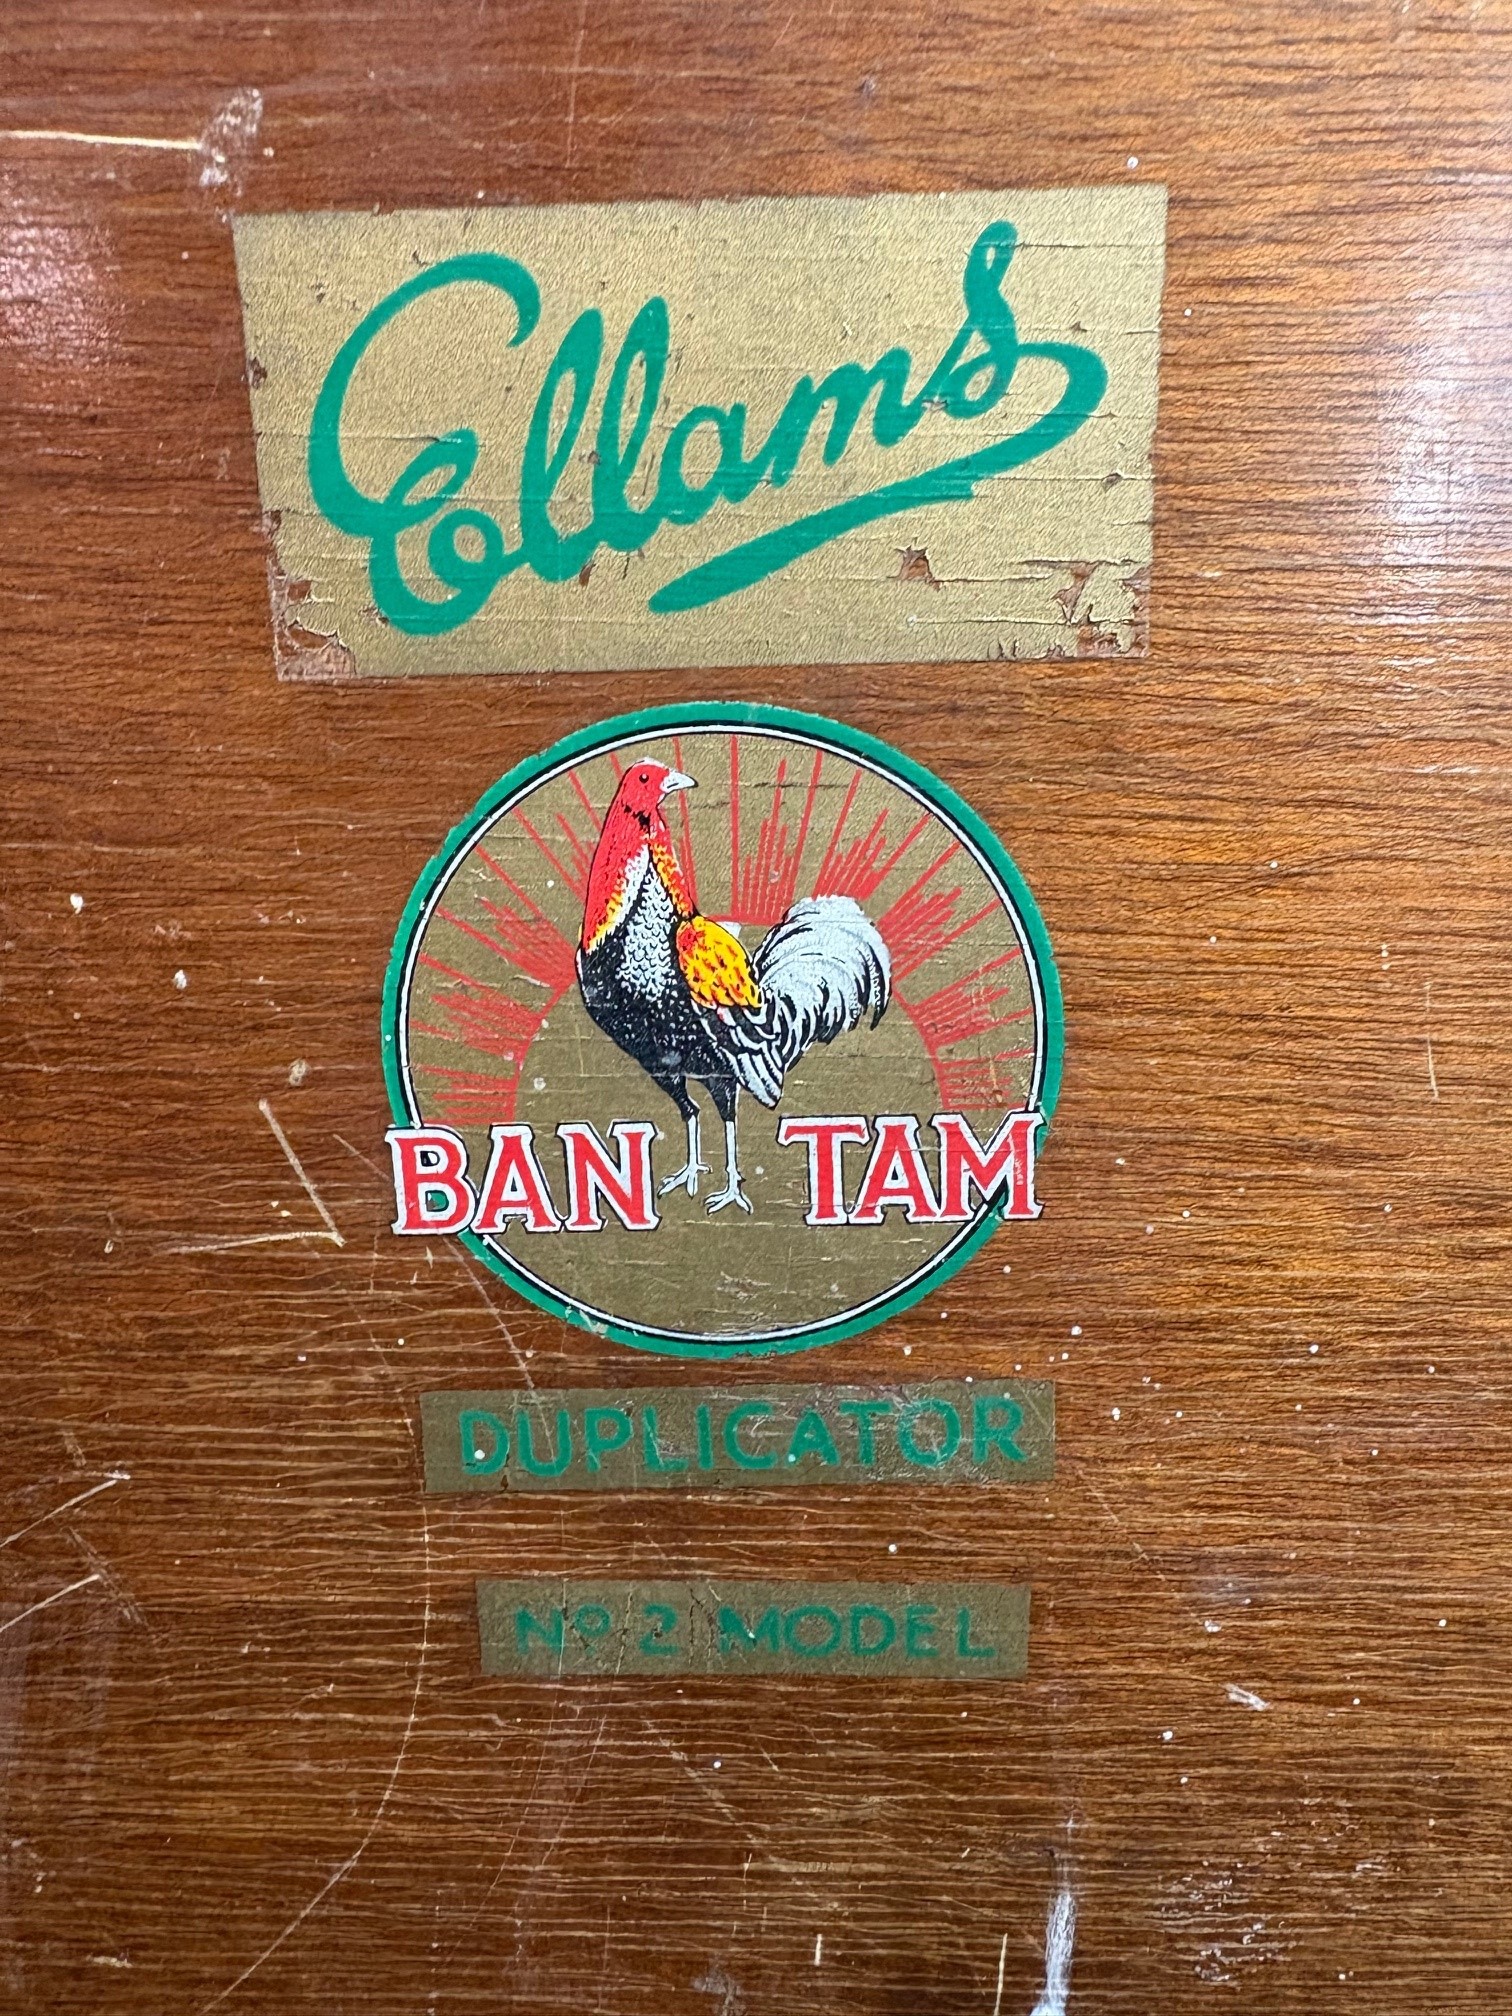 Ellams
BAN TAM
DUPLICATOR
Nº 2 MODEL